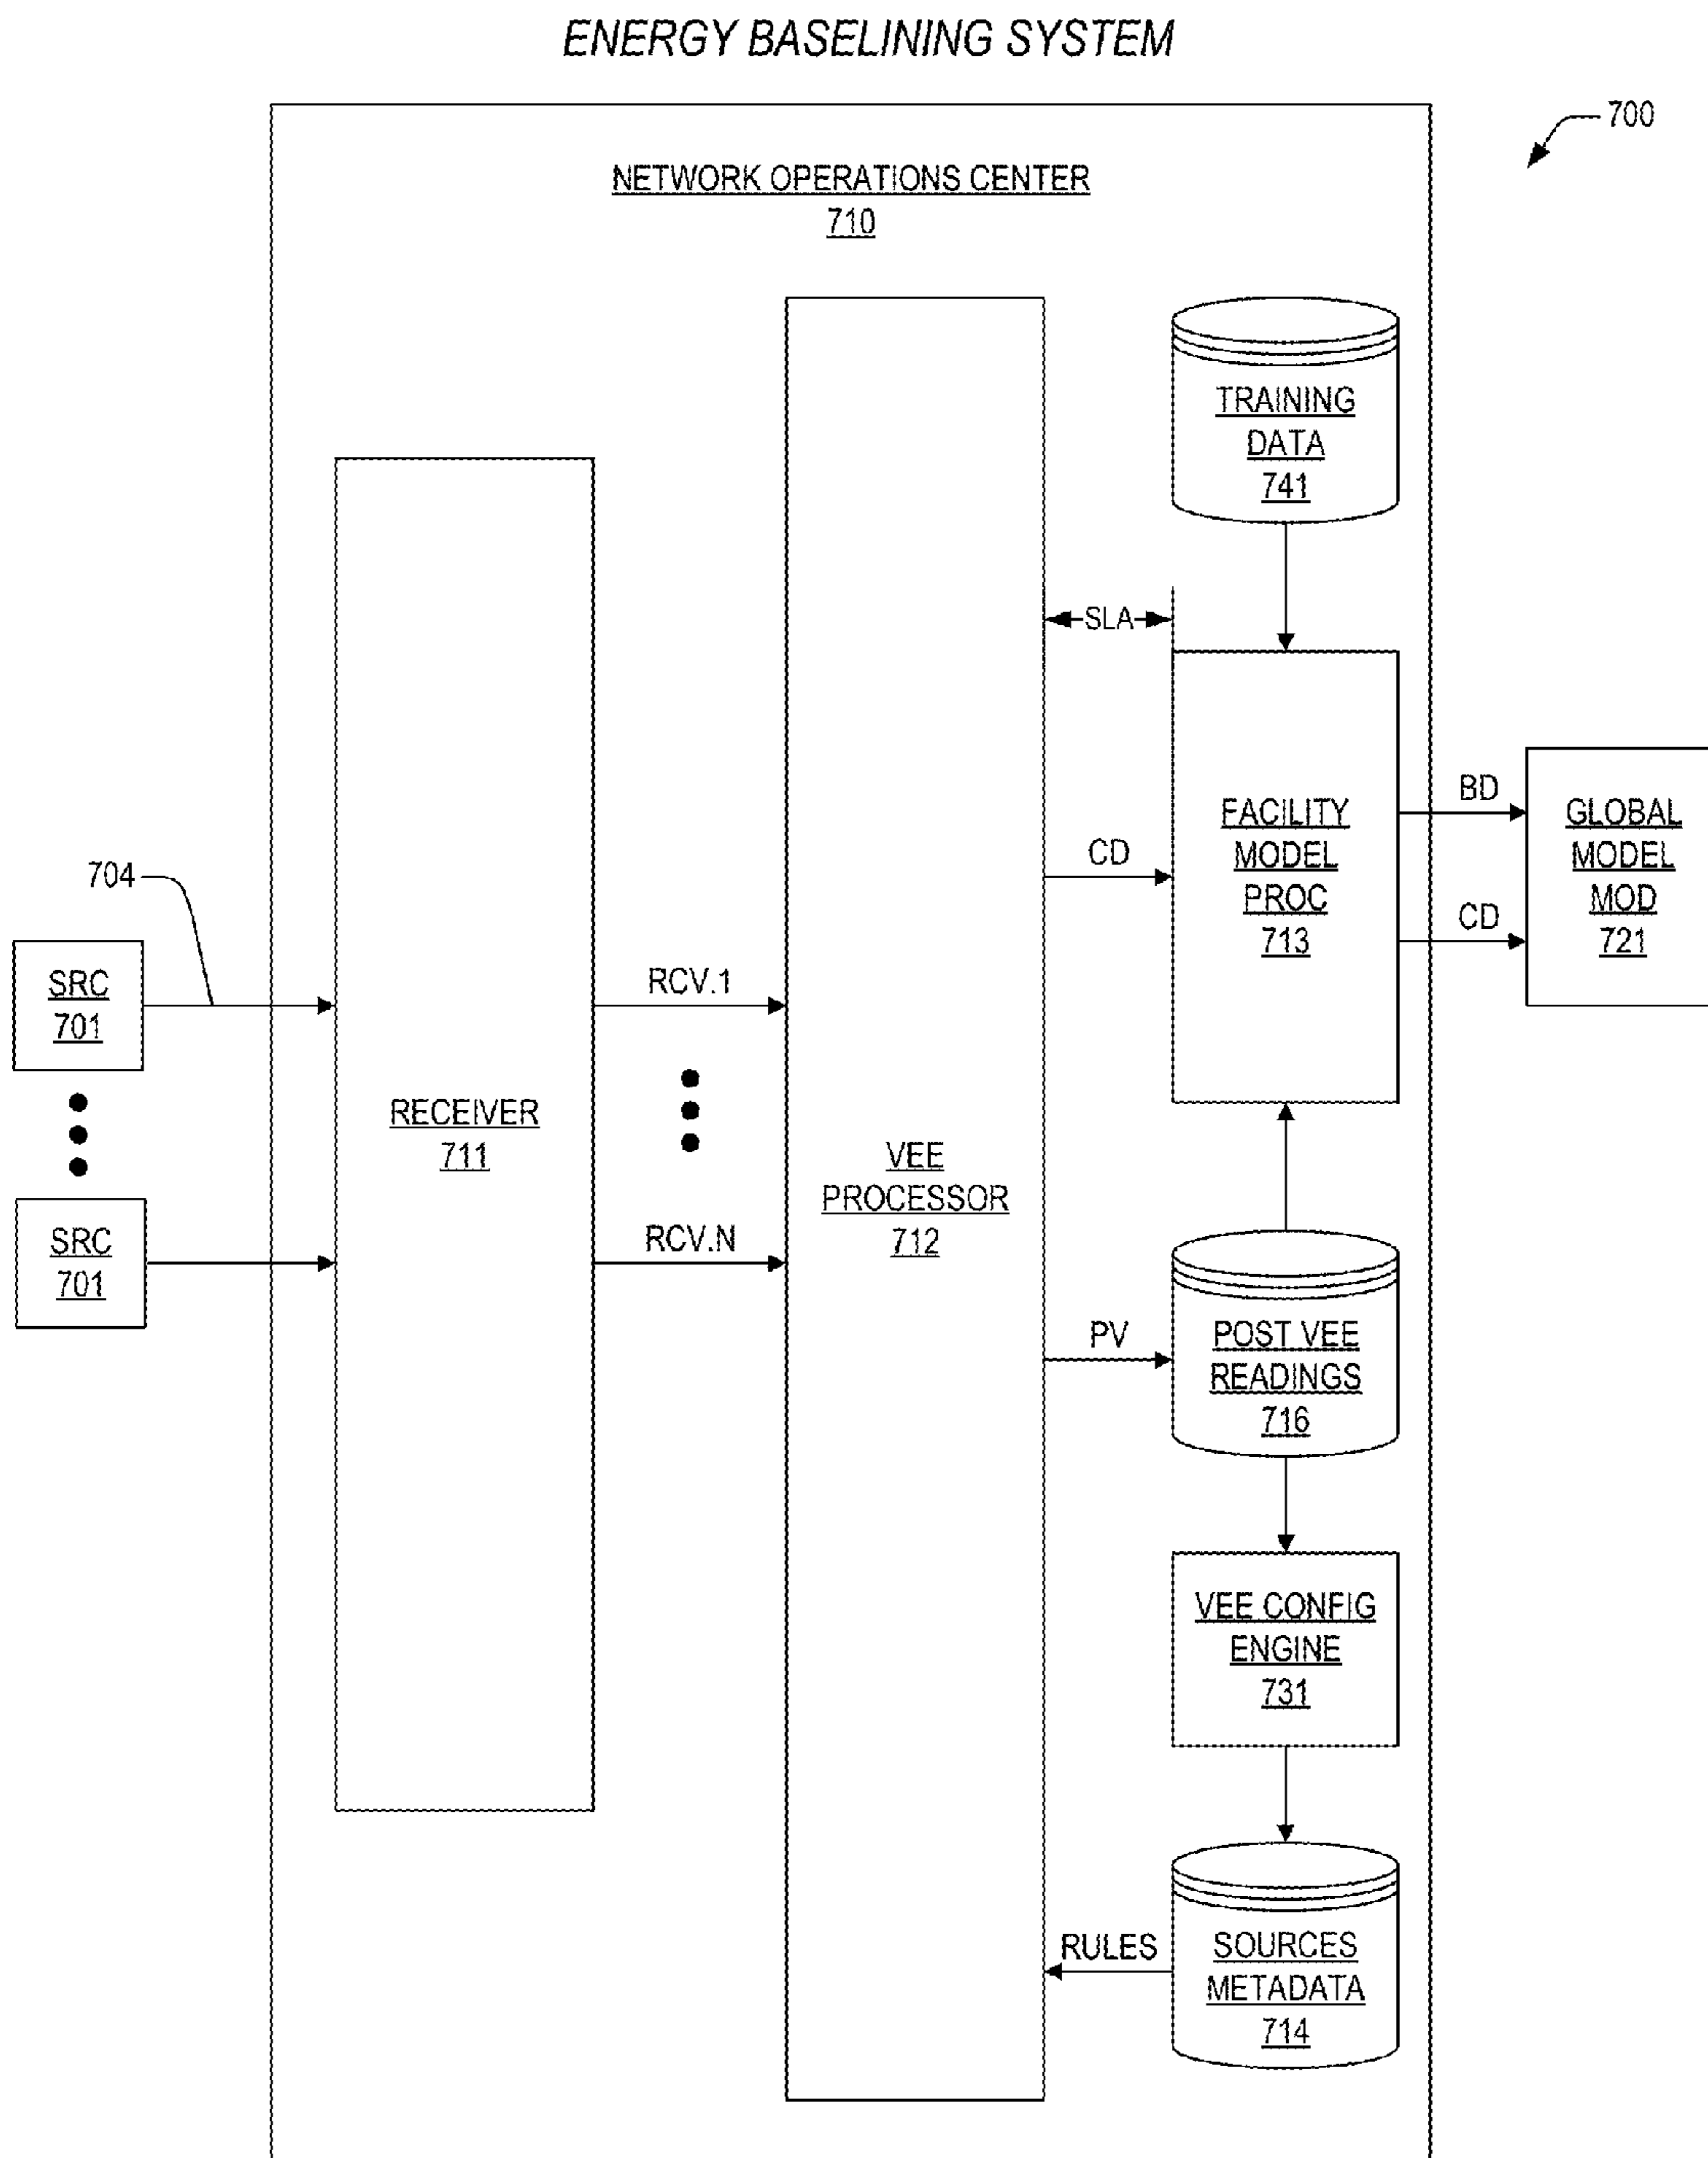 ENERGY BASELINING SYSTEM
700
NETWORK OPERATIONS CENTER
710
TRAINING
DATA
741
SLA
FACILITY
MODEL
PROC
713
BD
CD
GLOBAL
MODEL
MOD
721
CD
704
SRC
701
SRC
701
RECEIVER
711
RCV.1
RCV.N
VEE
PROCESSOR
712
PV
POST VEE
READINGS
716
VEE CONFIG
ENGINE
731
RULES
SOURCES
METADATA
714